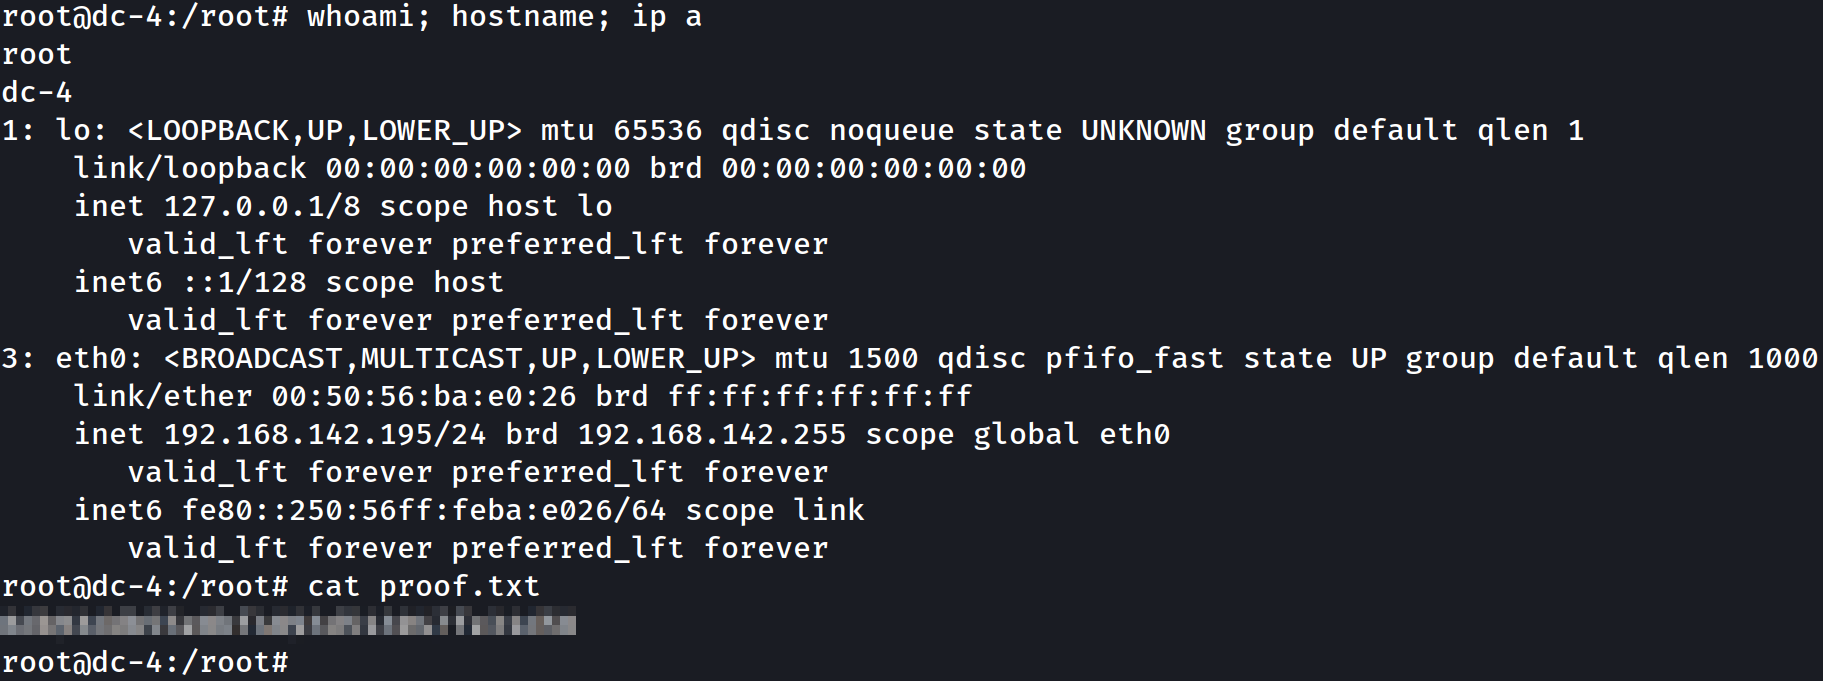 root@dc-4:/root# whoami; hostname; ip a
root
dc-4
1: lo: <LOOPBACK,UP,LOWER_UP> mtu 65536 qdisc noqueue state UNKNOWN group default qlen 1
    link/loopback 00:00:00:00:00:00 brd 00:00:00:00:00:00
    inet 127.0.0.1/8 scope host lo
       valid_lft forever preferred_lft forever
    inet6 ::1/128 scope host
       valid_lft forever preferred_lft forever
3: eth0: <BROADCAST,MULTICAST,UP,LOWER_UP> mtu 1500 qdisc pfifo_fast state UP group default qlen 1000
    link/ether 00:50:56:ba:e0:26 brd ff:ff:ff:ff:ff:ff
    inet 192.168.142.195/24 brd 192.168.142.255 scope global eth0
       valid_lft forever preferred_lft forever
    inet6 fe80::250:56ff:feba:e026/64 scope link
       valid_lft forever preferred_lft forever
root@dc-4:/root# cat proof.txt
root@dc-4:/root#